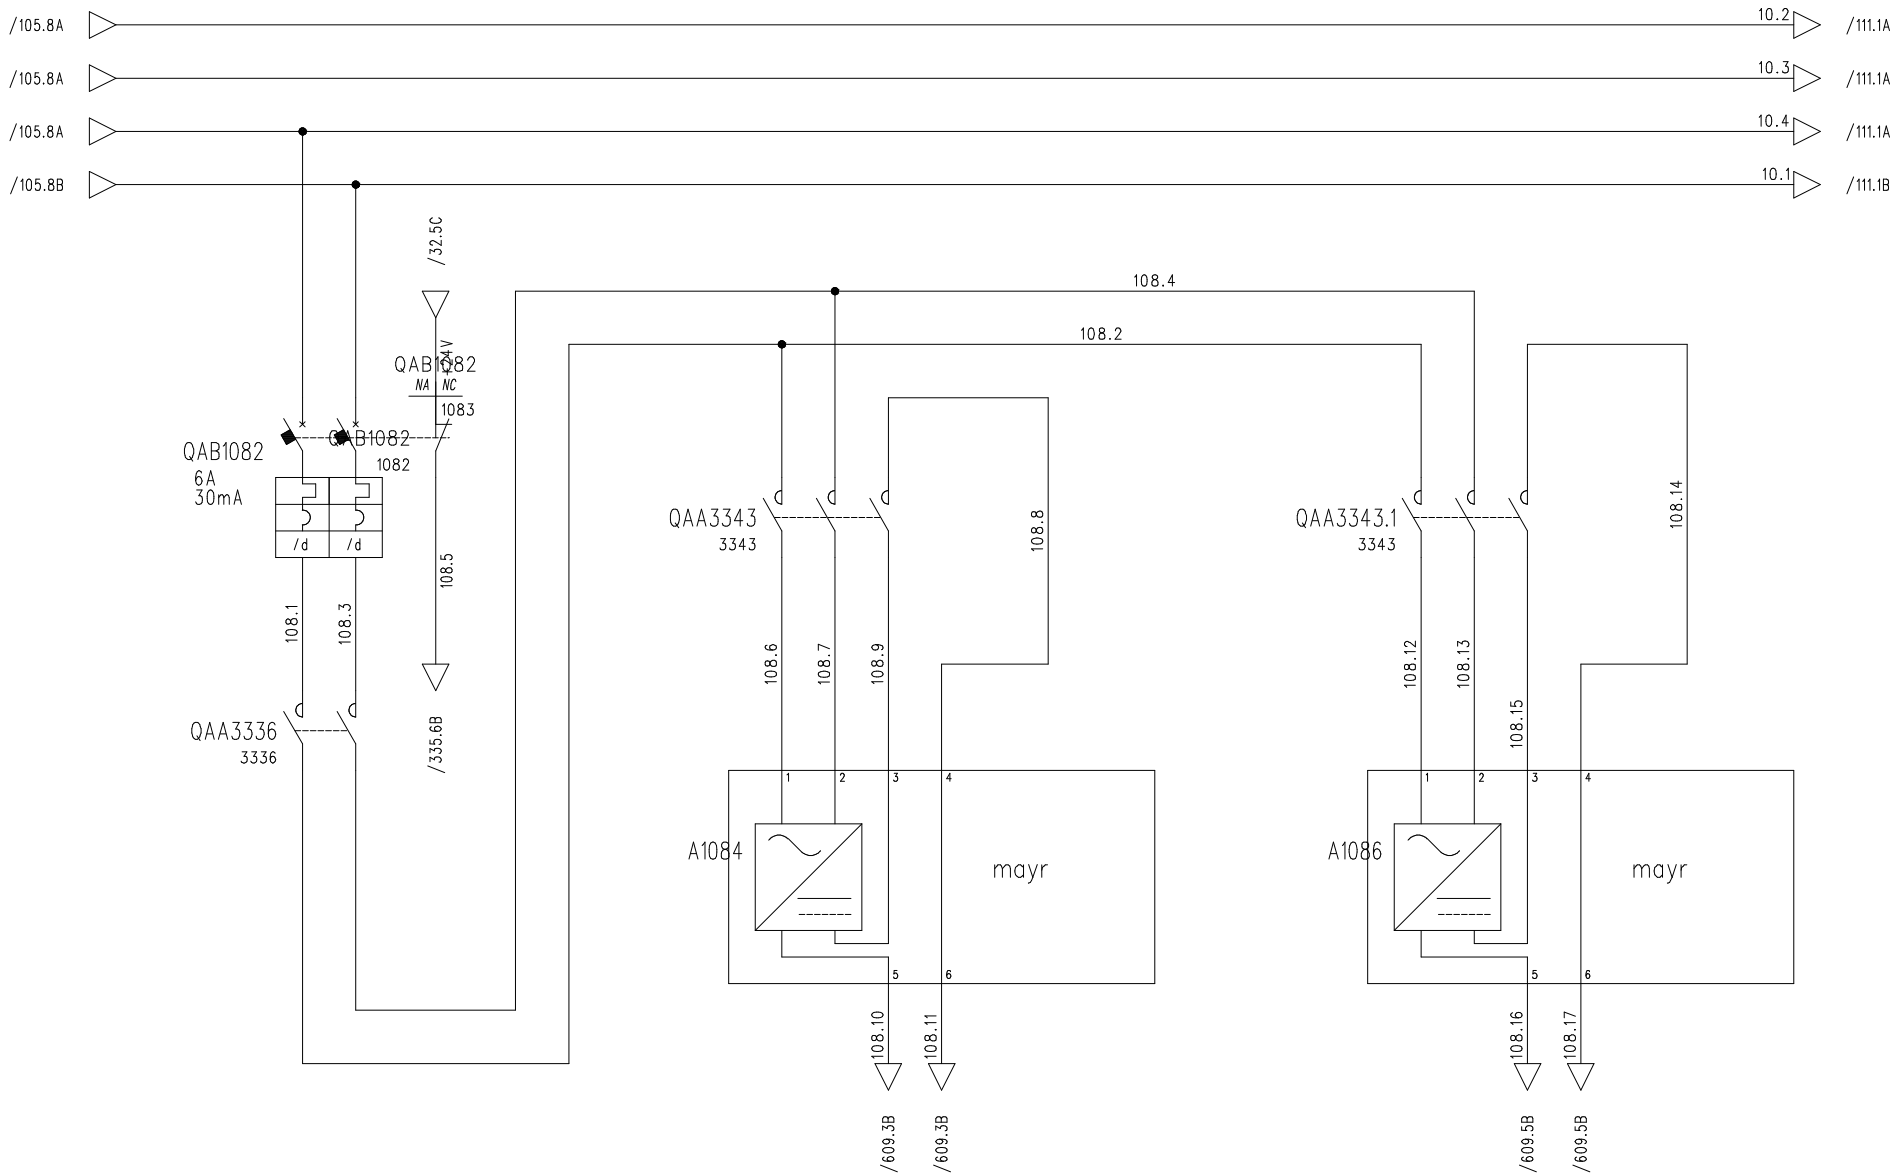 /105.8A
10.2
/111.1A
/105.8A
10.3
/111.1A
/105.8A
10.4
/111.1A
/105.8B
10.1
/111.1B
/32.5C
+24V
QAB1082
NA NC
1083
QAB1082
6A
30mA
QAB1082
1082
/d
/d
108.1
108.3
108.5
QAA3336
3336
/335.6B
108.4
108.2
QAA3343
3343
108.8
108.6
108.7
108.9
1
2
3
4
A1084
mayr
5
6
108.10
108.11
/609.3B
/609.3B
QAA3343.1
3343
108.14
108.12
108.13
108.15
1
2
3
4
A1086
mayr
5
6
108.16
108.17
/609.5B
/609.5B